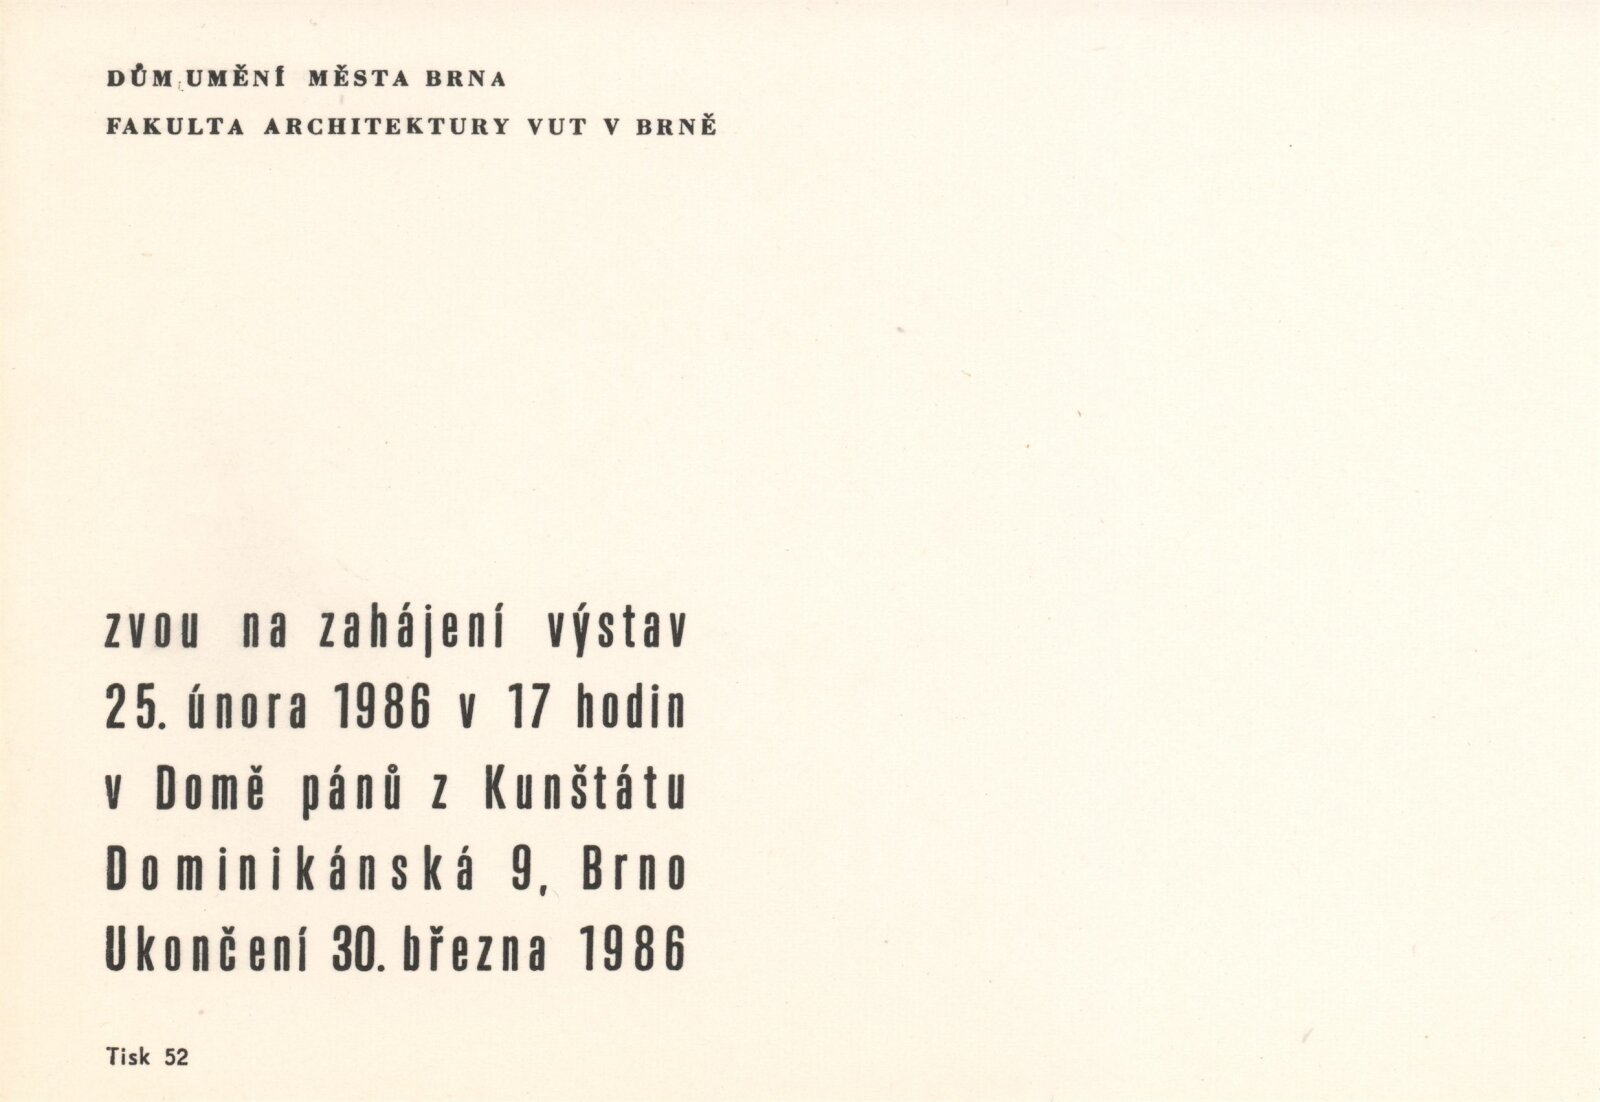 DŮM UMĚNÍ MĚSTA BRNA
FAKULTA ARCHITEKTURY VUT V BRNĚ
zvou na zahájení výstav
25. února 1986 v 17 hodin
v Domě pánů z Kunštátu
Dominikánská 9, Brno
Ukončení 30. března 1986
Tisk 52